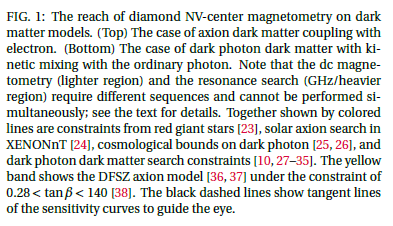 FIG. 1: The reach of diamond NV-center magnetometry on dark
matter models. (Top) The case of axion dark matter coupling with
electron. (Bottom) The case of dark photon dark matter with ki-
netic mixing with the ordinary photon. Note that the dc magne-
tometry (lighter region) and the resonance search (GHz/heavier
region) require different sequences and cannot be performed si-
multaneously; see the text for details. Together shown by colored
lines are constraints from red giant stars [23], solar axion search in
XENONnT [24], cosmological bounds on dark photon [25, 26], and
dark photon dark matter search constraints [10, 27–35]. The yellow
band shows the DFSZ axion model [36, 37] under the constraint of
0.28 < tan β < 140 [38]. The black dashed lines show tangent lines
of the sensitivity curves to guide the eye.